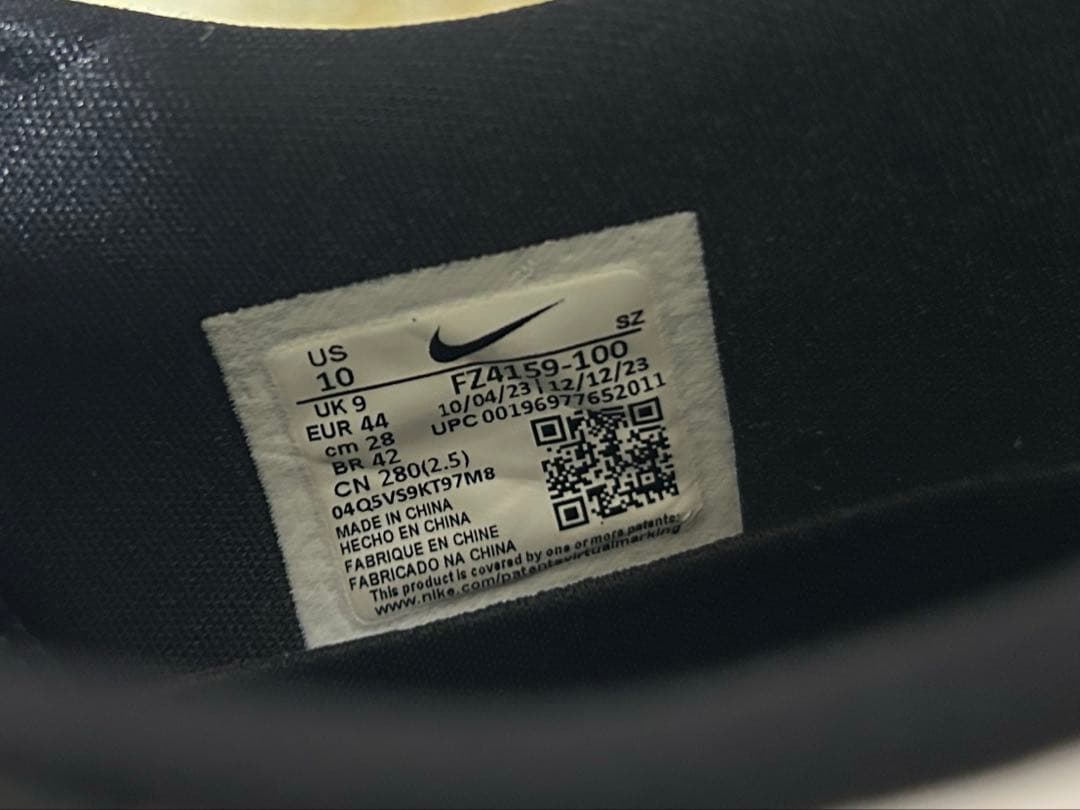 US
10
SZ
FZ4159-100
UK 9
10/04/23 | 12/12/23
EUR 44
UPC 00196977652011
cm 28
BR 42
CN 280(2.5)
04Q5VS9KT97M8
MADE IN CHINA
HECHO EN CHINA
FABRIQUE EN CHINE
FABRICADO NA CHINA
This product is covered by one or more patents:
www.nike.com/patentsvirtualmarking